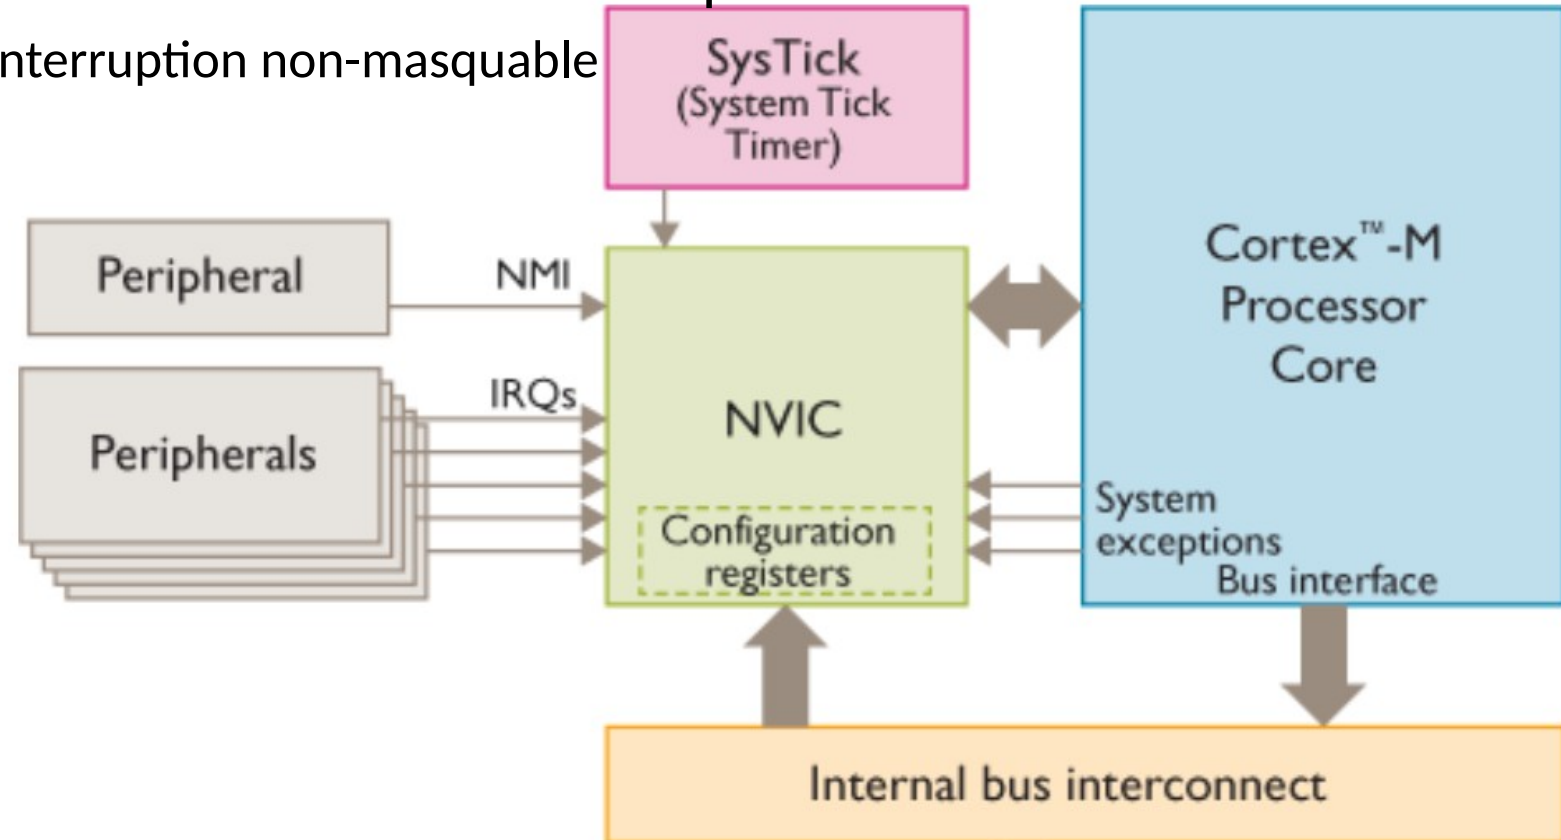 nterruption non-masquable
SysTick
(System Tick
Timer)
Peripheral
NMI
Cortex™-M
Processor
Core
IRQs
Peripherals
NVIC
System
exceptions
Configuration
registers
Bus interface
Internal bus interconnect